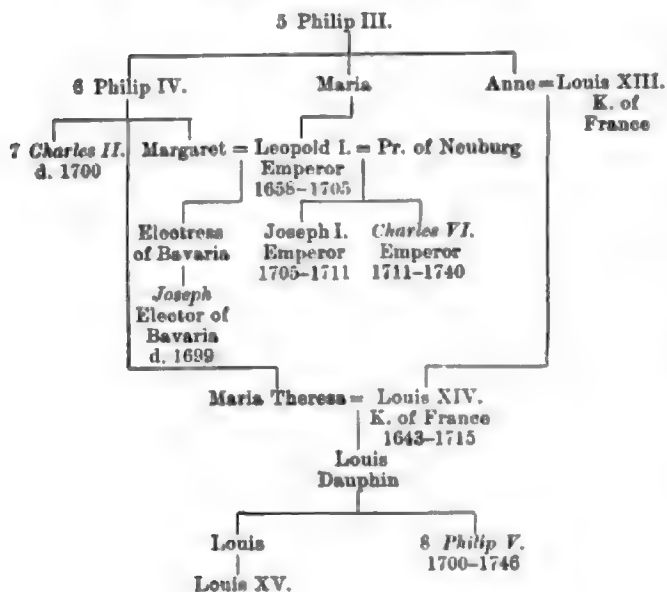 5 Philip III.
6 Philip IV.
Maria
Anne = Louis XIII.
K. of
France
7 Charles II.
d. 1700
Margaret = Leopold I. = Pr. of Neuburg
Emperor
1658–1705
Electress
of Bavaria
Joseph I.
Emperor
1705–1711
Charles VI.
Emperor
1711–1740
Joseph
Elector of
Bavaria
d. 1699
Maria Theresa = Louis XIV.
K. of France
1643–1715
Louis
Dauphin
Louis
8 Philip V.
1700–1746
Louis XV.